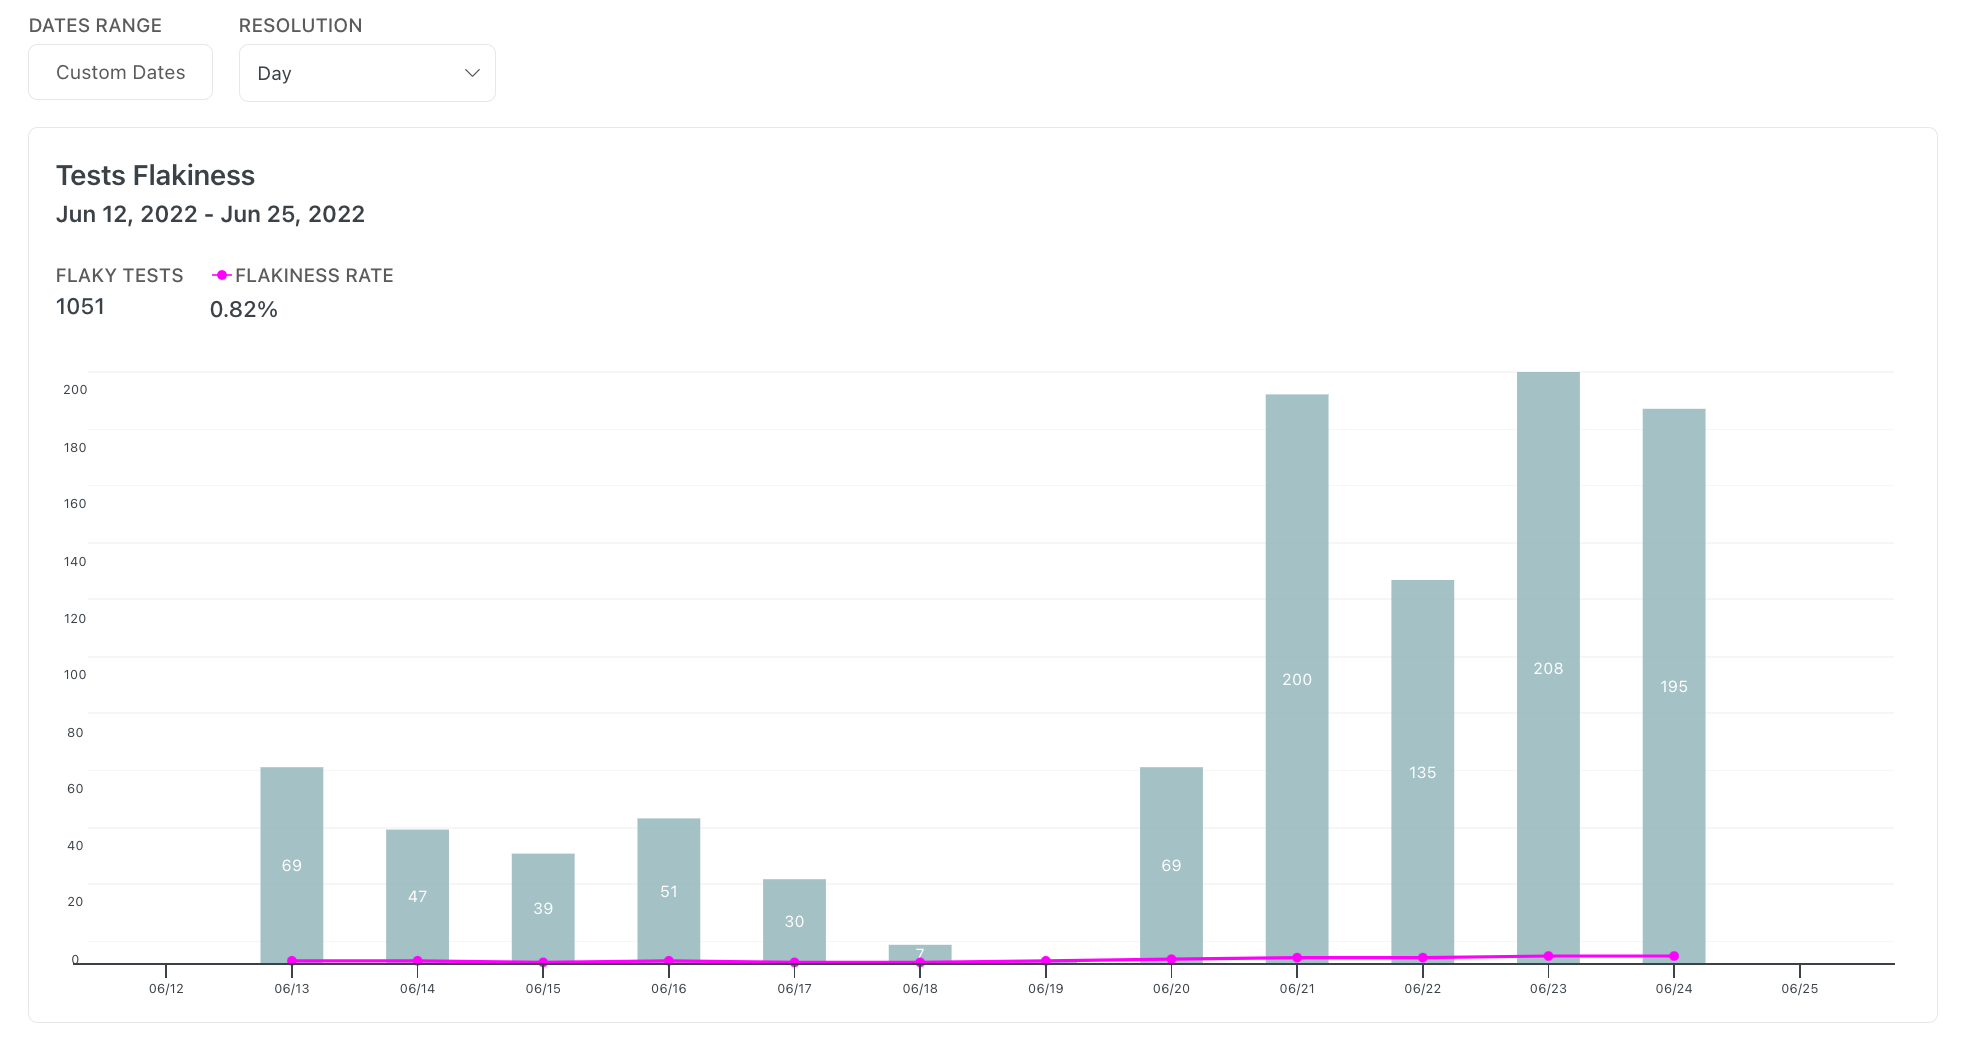 DATES RANGE RESOLUTION
Custom Dates Day
Tests Flakiness
Jun 12, 2022 - Jun 25, 2022
FLAKY TESTS FLAKINESS RATE
1051 0.82%
200
180
160
140
120
100
80
60
40
20
0
69 47 39 51 30 7 69 200 135 208 195
06/12 06/13 06/14 06/15 06/16 06/17 06/18 06/19 06/20 06/21 06/22 06/23 06/24 06/25